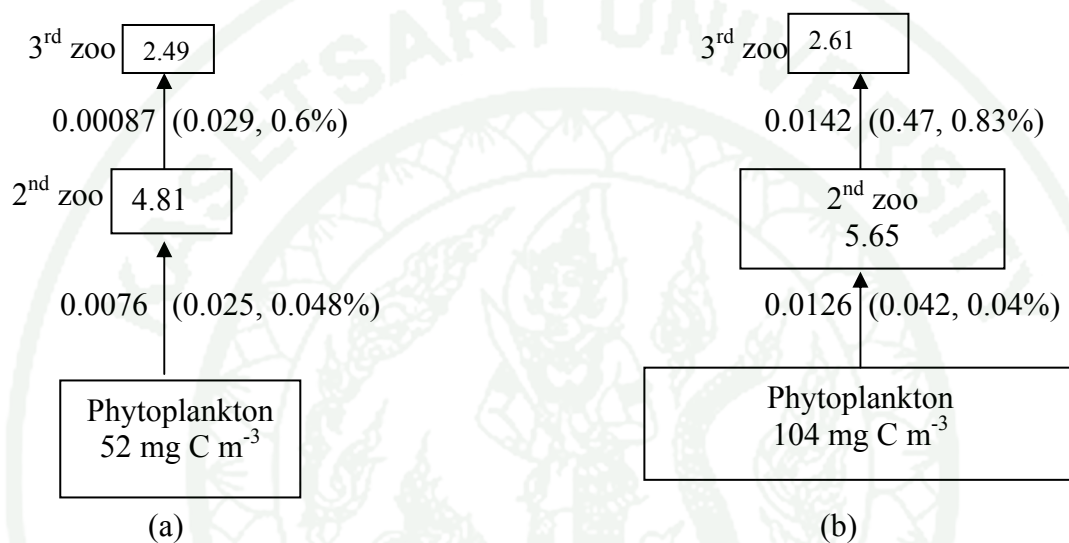 3rd zoo 2.49
0.00087 (0.029, 0.6%)
2nd zoo 4.81
0.0076 (0.025, 0.048%)
Phytoplankton
52 mg C m-3
(a)
3rd zoo 2.61
0.0142 (0.47, 0.83%)
2nd zoo
5.65
0.0126 (0.042, 0.04%)
Phytoplankton
104 mg C m-3
(b)
KASETSART UNIVERSITY